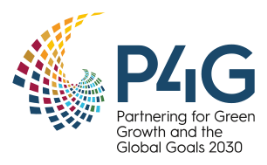 P4G
Partnering for Green
Growth and the
Global Goals 2030